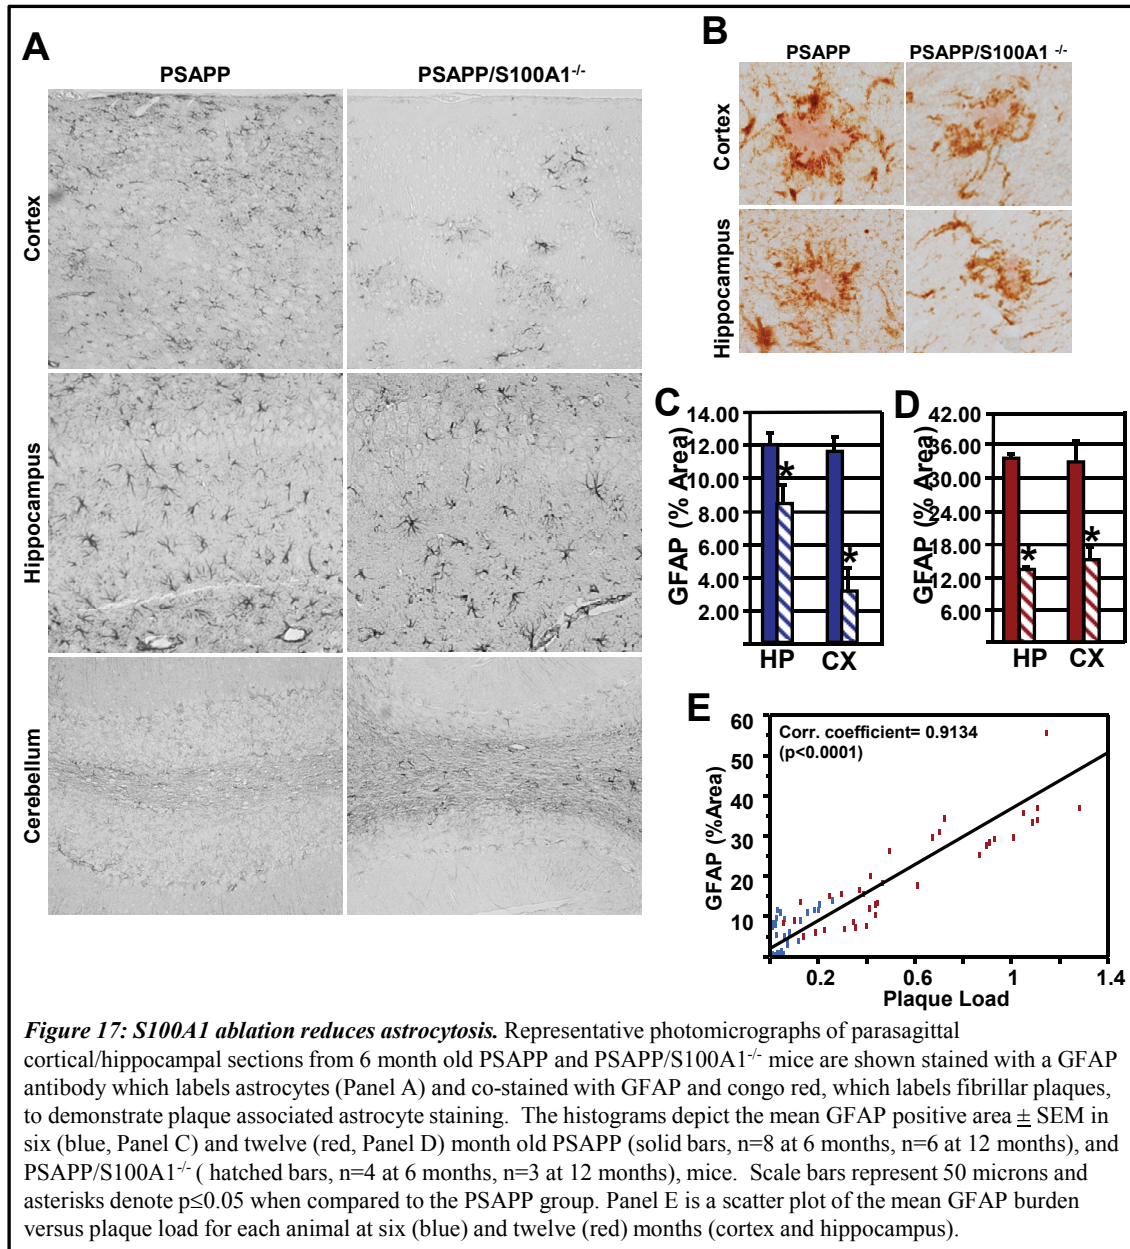 A
PSAPP
PSAPP/S100A1-/-
Cortex
Hippocampus
Cerebellum
B
PSAPP
PSAPP/S100A1 -/-
Cortex
Hippocampus
C
GFAP (% Area)
14.00
12.00
10.00
8.00
6.00
4.00
2.00
*
*
HP CX
D
GFAP (% Area)
42.00
36.00
30.00
24.00
18.00
12.00
6.00
*
*
HP CX
E
GFAP (%Area)
60
50
40
30
20
10
Corr. coefficient= 0.9134
(p<0.0001)
0.2 0.6 1 1.4
Plaque Load
Figure 17: S100A1 ablation reduces astrocytosis. Representative photomicrographs of parasagittal
cortical/hippocampal sections from 6 month old PSAPP and PSAPP/S100A1-/- mice are shown stained with a GFAP
antibody which labels astrocytes (Panel A) and co-stained with GFAP and congo red, which labels fibrillar plaques,
to demonstrate plaque associated astrocyte staining. The histograms depict the mean GFAP positive area ± SEM in
six (blue, Panel C) and twelve (red, Panel D) month old PSAPP (solid bars, n=8 at 6 months, n=6 at 12 months), and
PSAPP/S100A1-/- ( hatched bars, n=4 at 6 months, n=3 at 12 months), mice. Scale bars represent 50 microns and
asterisks denote p≤0.05 when compared to the PSAPP group. Panel E is a scatter plot of the mean GFAP burden
versus plaque load for each animal at six (blue) and twelve (red) months (cortex and hippocampus).